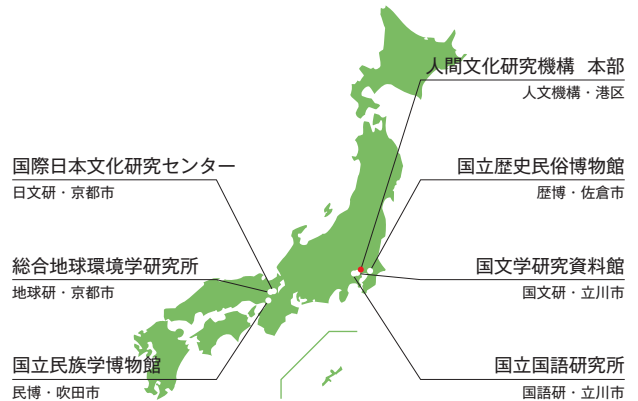 人間文化研究機構 本部
人文機構・港区
国際日本文化研究センター
日文研・京都市
国立歴史民俗博物館
歴博・佐倉市
総合地球環境学研究所
地球研・京都市
国文学研究資料館
国文研・立川市
国立民族学博物館
民博・吹田市
国立国語研究所
国語研・立川市